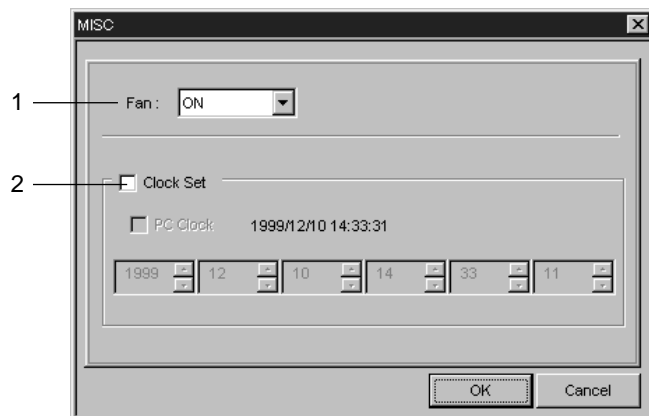 MISC
1 Fan : ON
2 Clock Set
PC Clock 1999/12/10 14:33:31
1999 12 10 14 33 11
OK Cancel